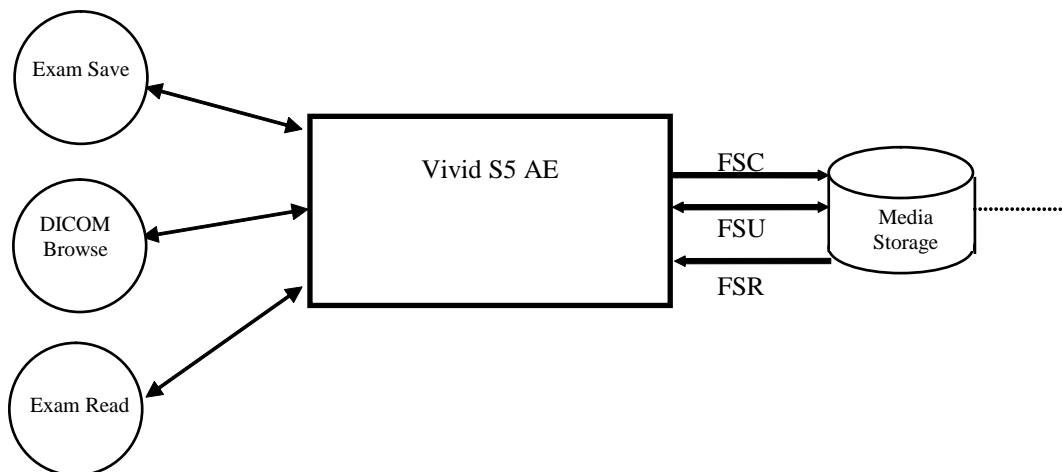 Exam Save
DICOM
Browse
Exam Read
Vivid S5 AE
FSC
FSU
FSR
Media
Storage